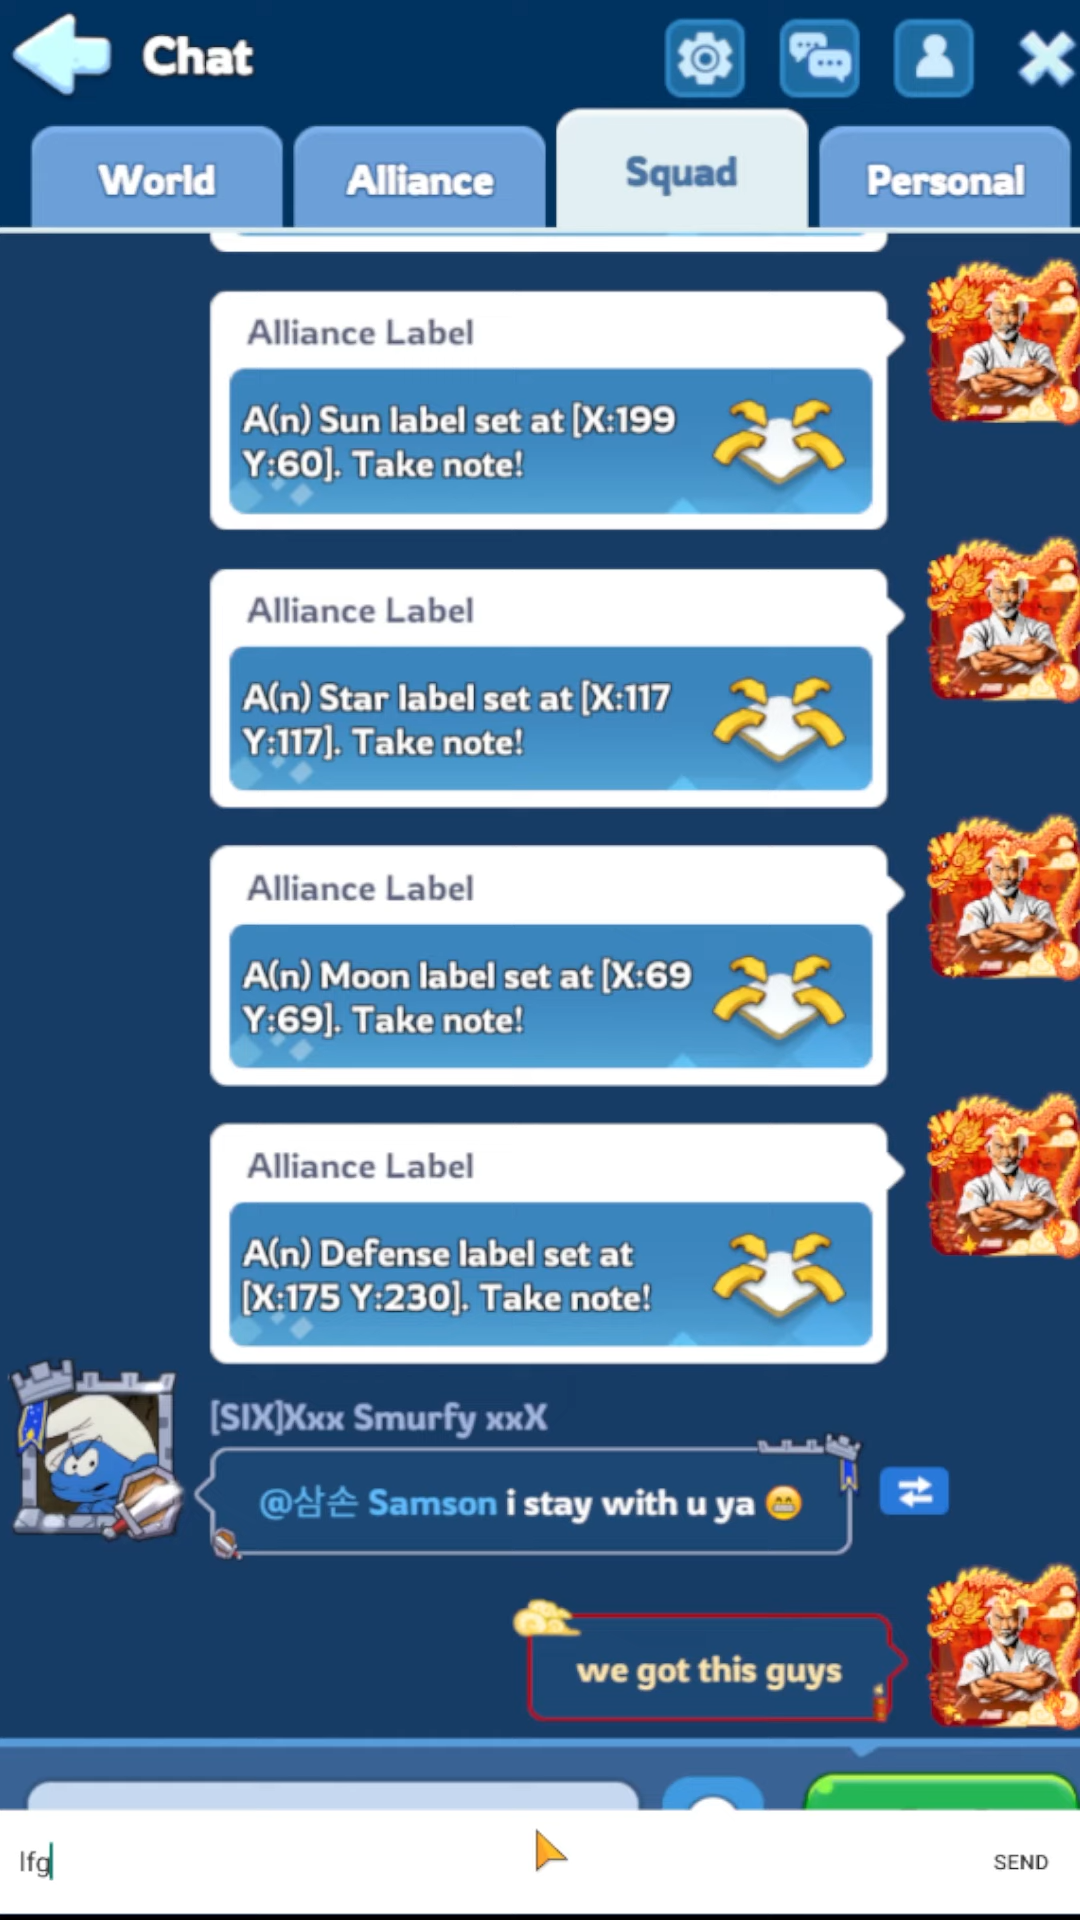 Chat
World
Alliance
Squad
Personal
Alliance Label
A(n) Sun label set at [X:199
Y:60]. Take note!
Alliance Label
A(n) Star label set at [X:117
Y:117]. Take note!
Alliance Label
A(n) Moon label set at [X:69
Y:69]. Take note!
Alliance Label
A(n) Defense label set at
[X:175 Y:230]. Take note!
[SIX]Xxx Smurfy xxX
@삼손 Samson i stay with u ya 😁
we got this guys
lfg
SEND